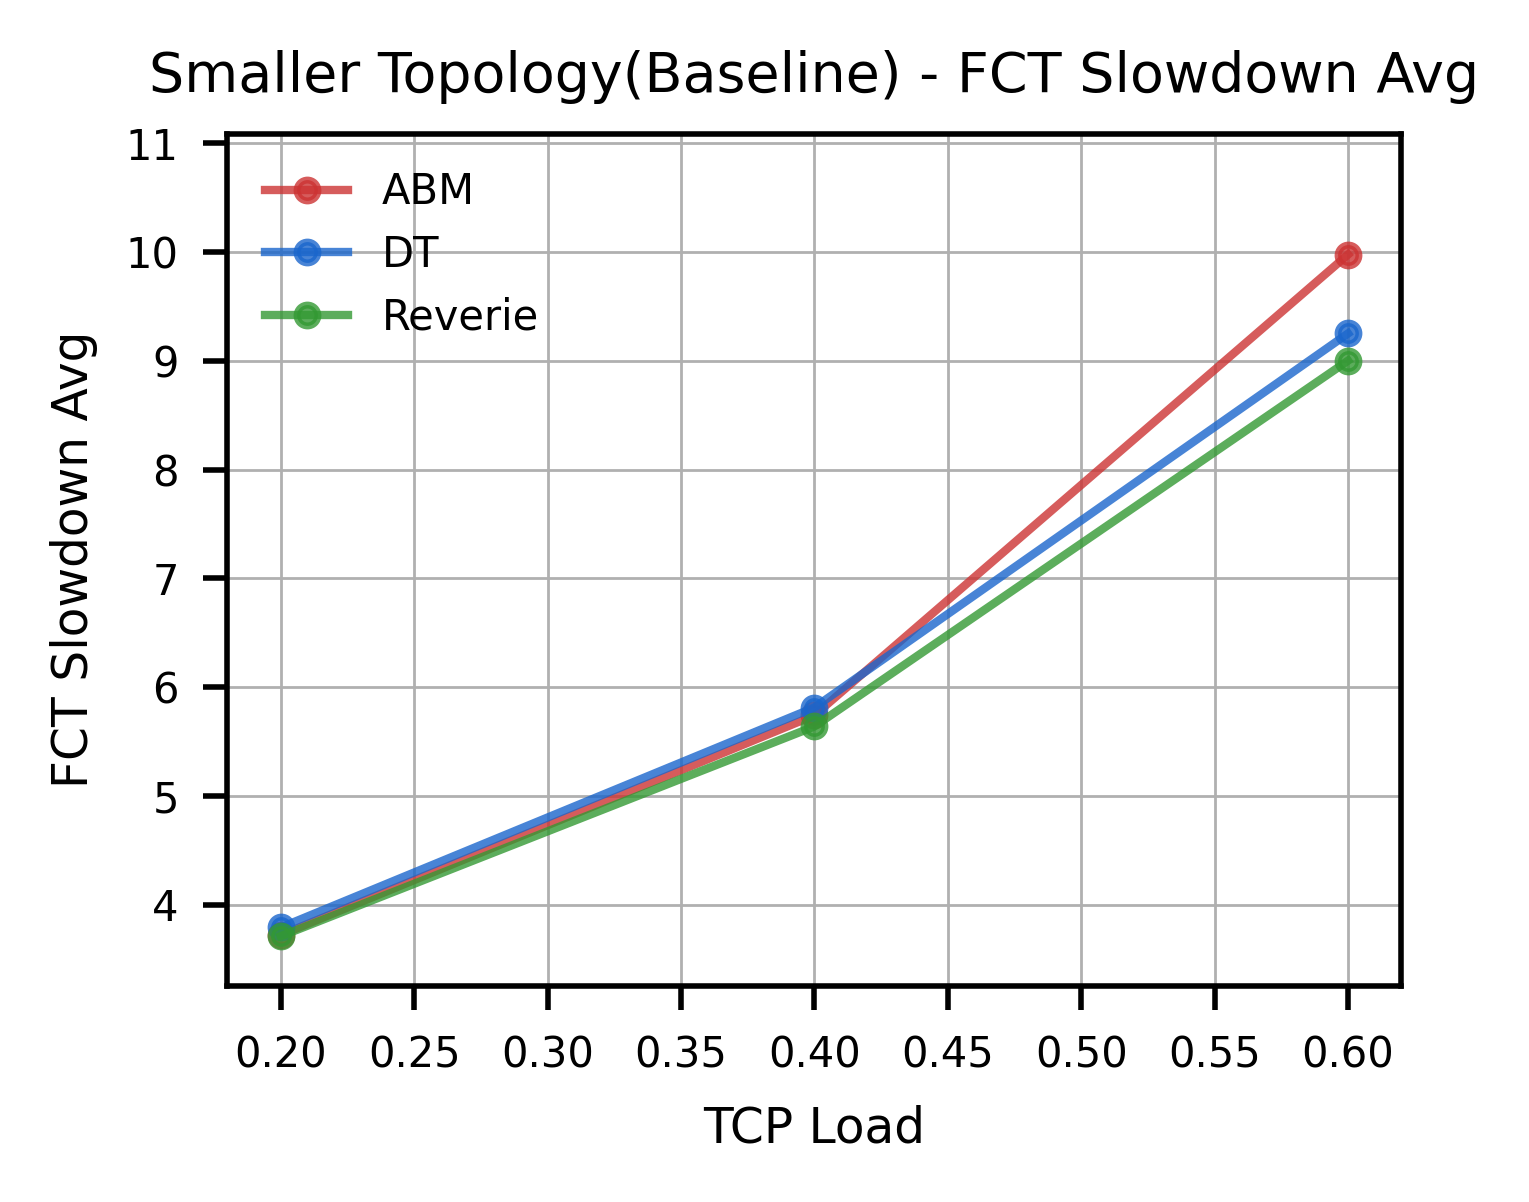 Smaller Topology(Baseline) - FCT Slowdown Avg
11
10
9
8
7
6
5
4
FCT Slowdown Avg
ABM
DT
Reverie
0.20 0.25 0.30 0.35 0.40 0.45 0.50 0.55 0.60
TCP Load